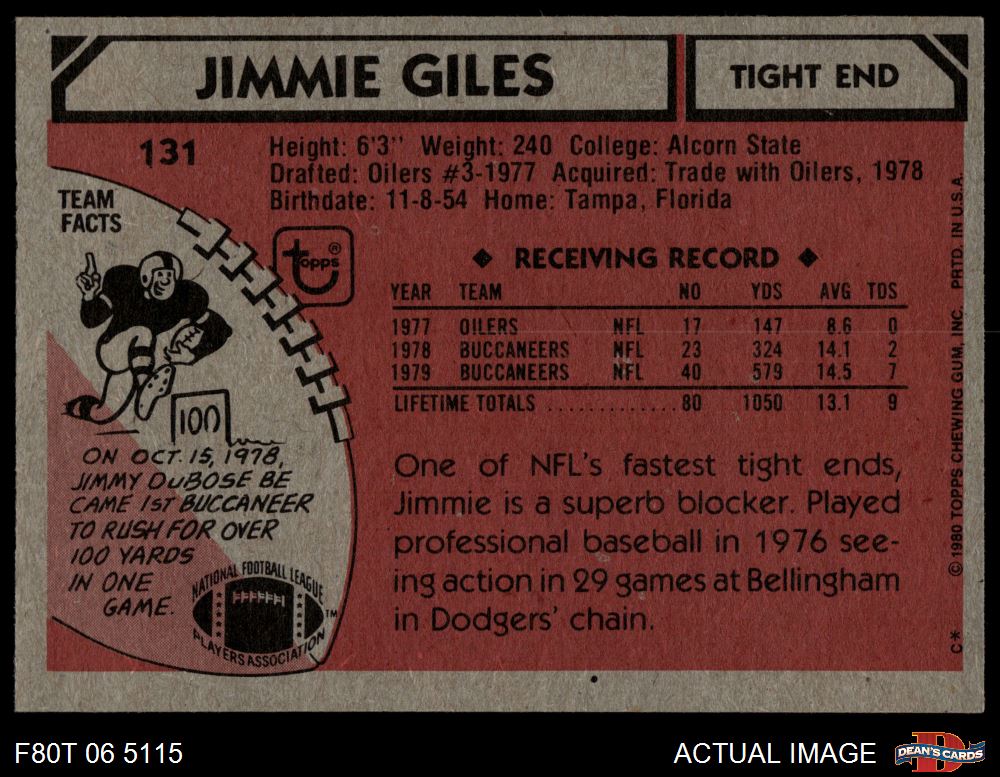 JIMMIE GILES
TIGHT END
131
Height: 6'3" Weight: 240 College: Alcorn State
Drafted: Oilers #3-1977 Acquired: Trade with Oilers, 1978
Birthdate: 11-8-54 Home: Tampa, Florida
TEAM
FACTS
topps®
◆ RECEIVING RECORD ◆
YEAR TEAM NO YDS AVG TDS
1977 OILERS NFL 17 147 8.6 0
1978 BUCCANEERS NFL 23 324 14.1 2
1979 BUCCANEERS NFL 40 579 14.5 7
LIFETIME TOTALS ............ 80 1050 13.1 9
100
ON OCT. 15, 1978,
JIMMY DuBOSE BE
CAME 1ST BUCCANEER
TO RUSH FOR OVER
100 YARDS
IN ONE
GAME.
NATIONAL FOOTBALL LEAGUE
PLAYERS ASSOCIATION
TM
One of NFL's fastest tight ends,
Jimmie is a superb blocker. Played
professional baseball in 1976 see-
ing action in 29 games at Bellingham
in Dodgers' chain.
C* © 1980 TOPPS CHEWING GUM, INC. PRTD. IN U.S.A.
F80T 06 5115
ACTUAL IMAGE
D
DEAN'S CARDS